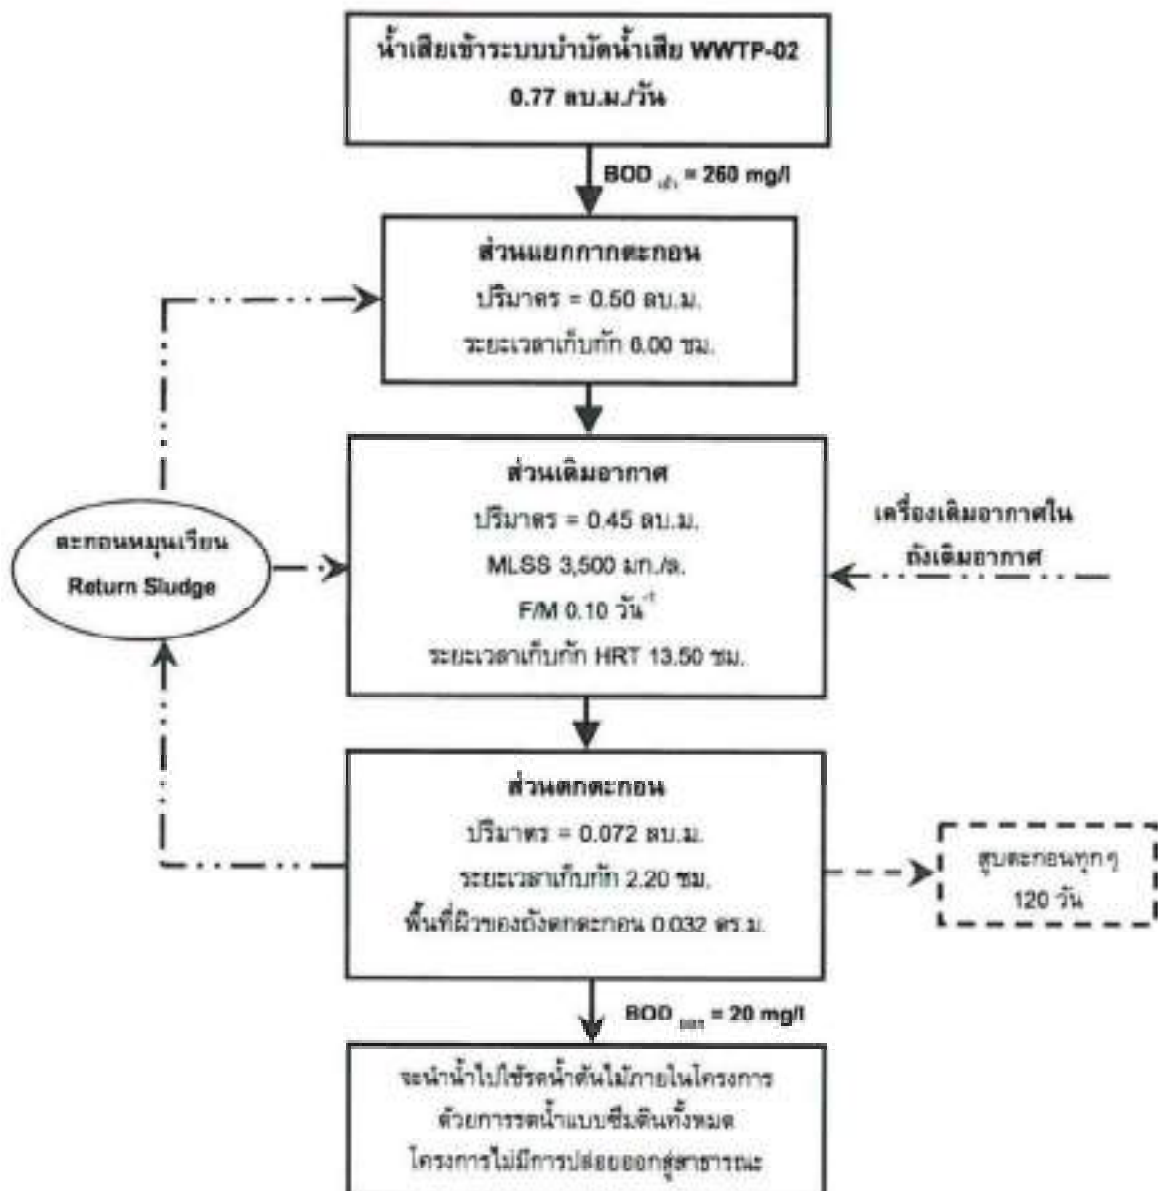 น้ำเสียเข้าระบบบำบัดน้ำเสีย WWTP-02
0.77 ลบ.ม./วัน
BOD เข้า = 260 mg/l
ส่วนแยกกากตะกอน
ปริมาตร = 0.50 ลบ.ม.
ระยะเวลาเก็บกัก 6.00 ชม.
ส่วนเติมอากาศ
ปริมาตร = 0.45 ลบ.ม.
MLSS 3,500 มก./ล.
F/M 0.10 วัน⁻¹
ระยะเวลาเก็บกัก HRT 13.50 ชม.
ตะกอนหมุนเวียน
Return Sludge
เครื่องเติมอากาศใน
ถังเติมอากาศ
ส่วนตกตะกอน
ปริมาตร = 0.072 ลบ.ม.
ระยะเวลาเก็บกัก 2.20 ชม.
พื้นที่ผิวของถังตกตะกอน 0.032 ตร.ม.
สูบตะกอนทุกๆ
120 วัน
BOD ออก = 20 mg/l
จะนำน้ำไปใช้รดน้ำต้นไม้ภายในโครงการ
ด้วยการรดน้ำแบบซึมดินทั้งหมด
โครงการไม่มีการปล่อยออกสู่สาธารณะ